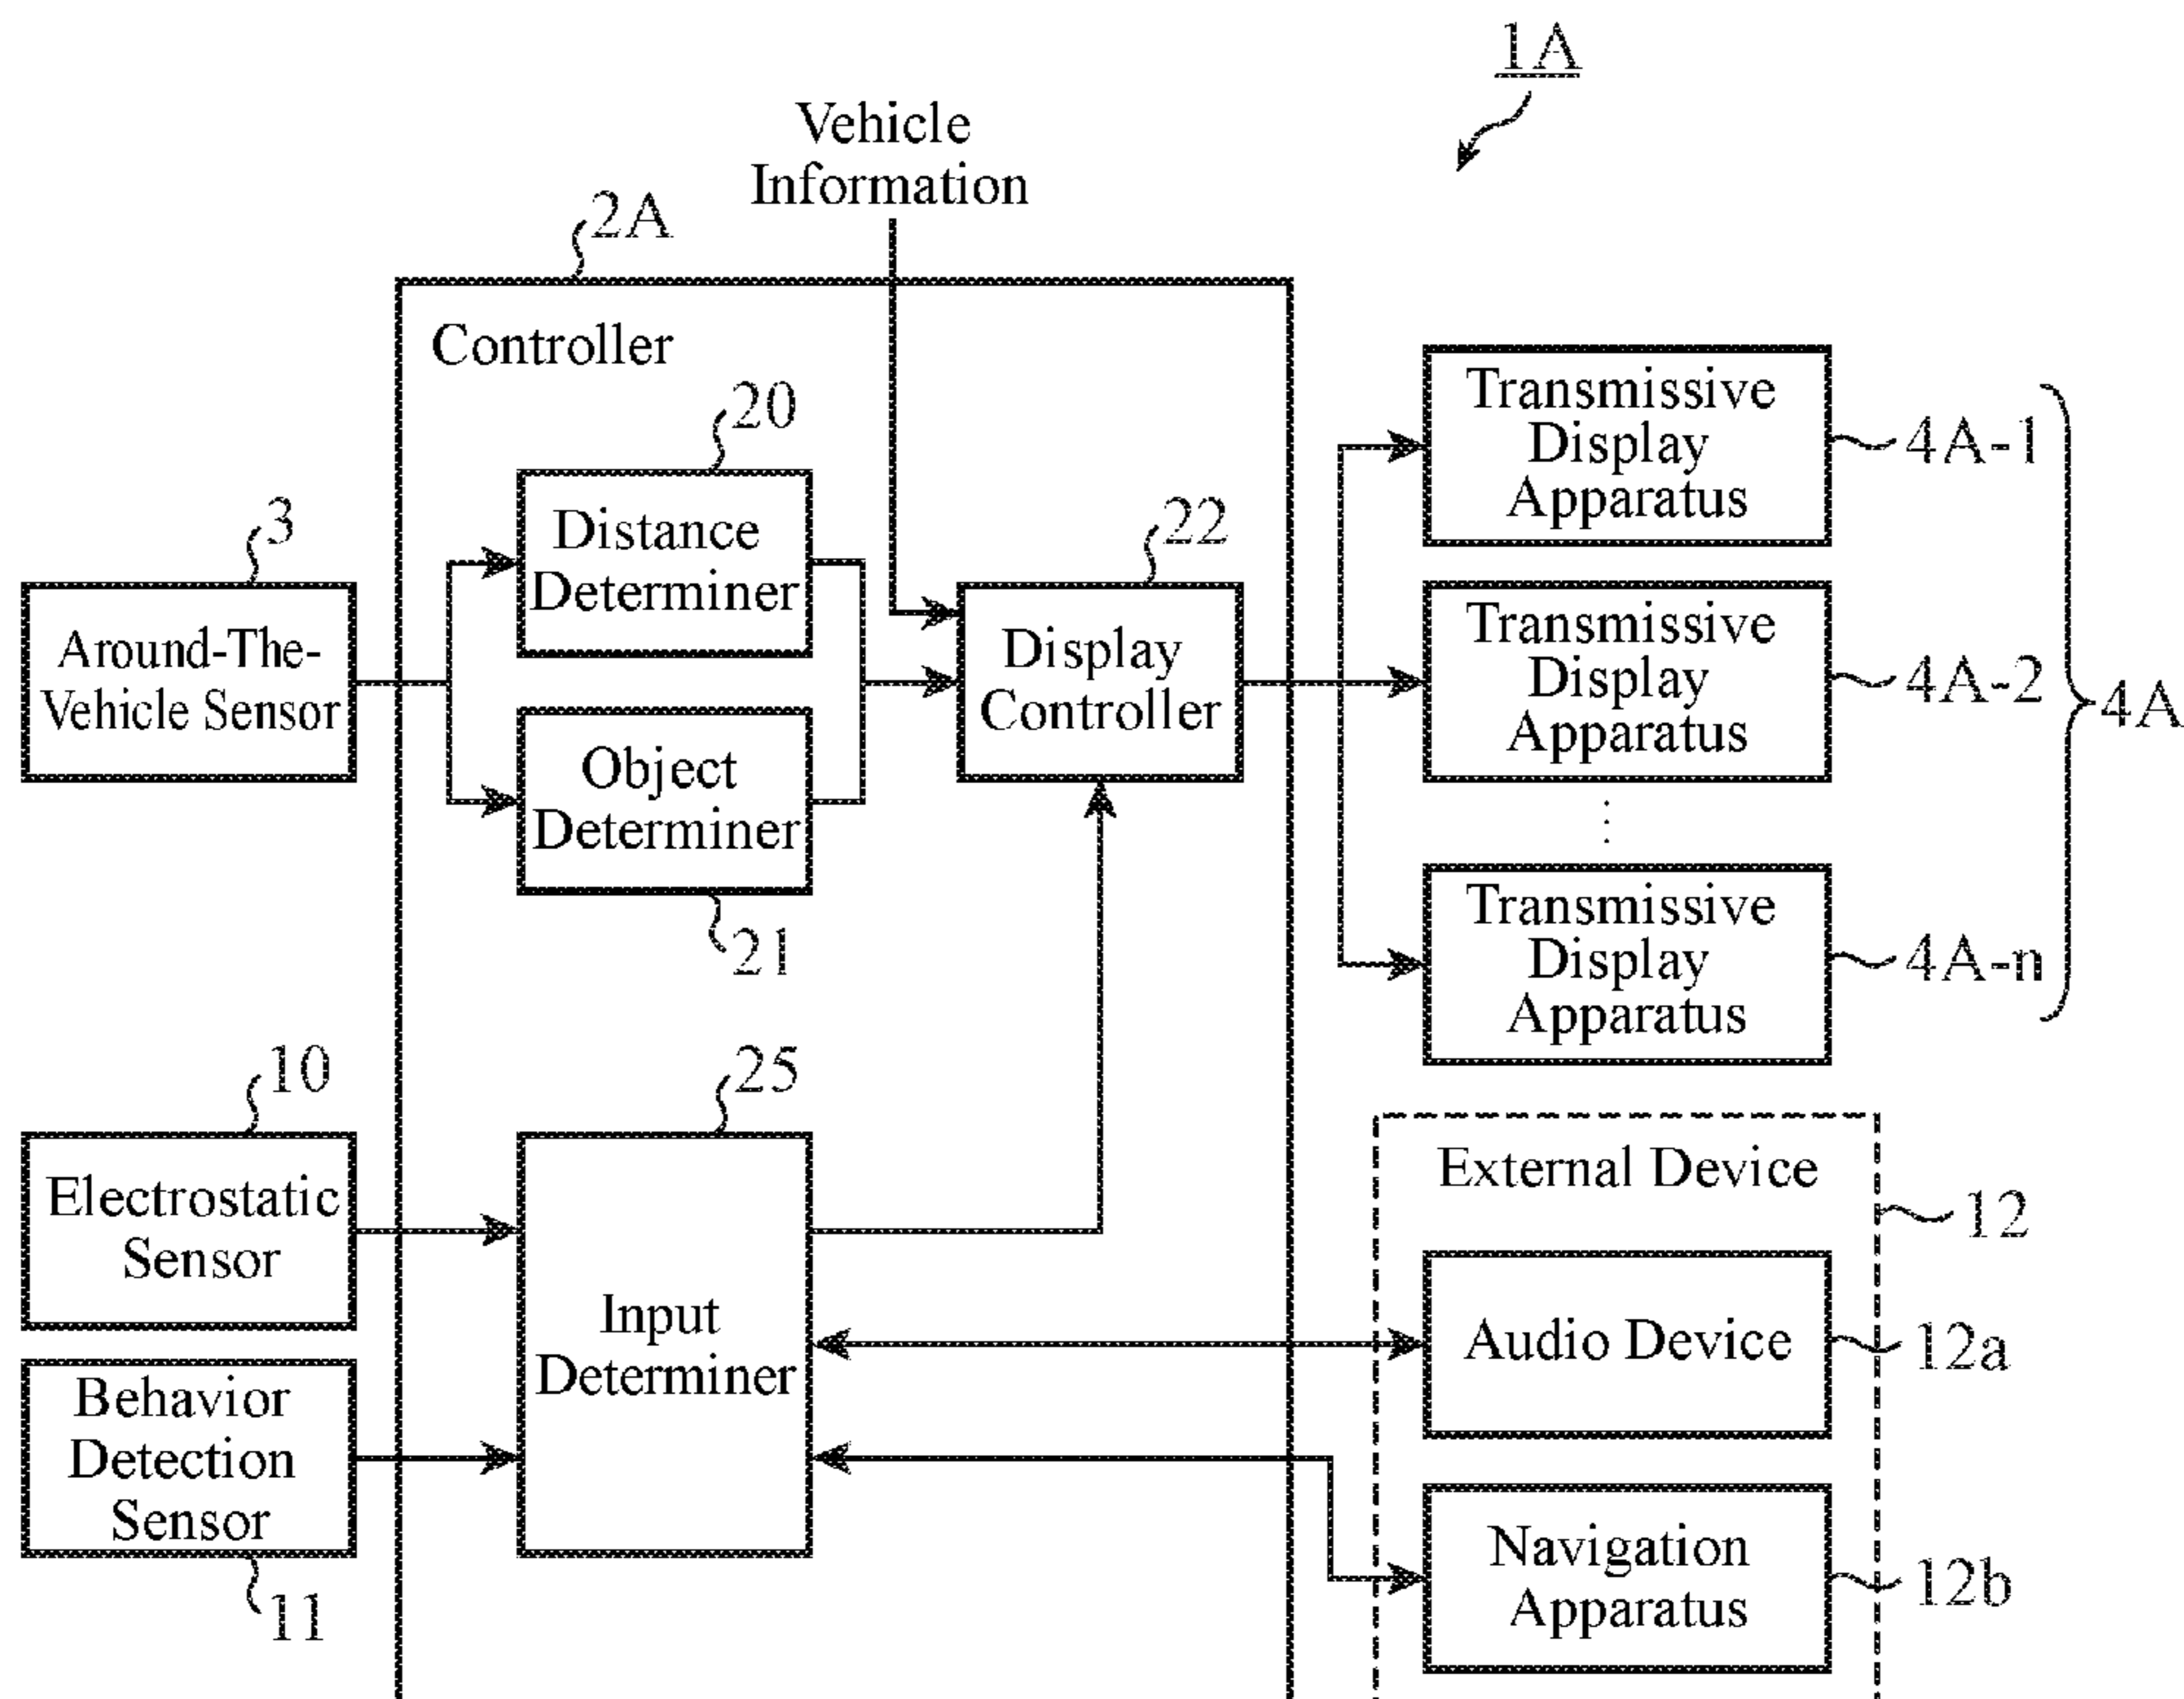 1A
Vehicle
Information
2A
Controller
20
Distance
Determiner
3
Around-The-
Vehicle Sensor
Object
Determiner
21
22
Display
Controller
Transmissive
Display
Apparatus
4A-1
Transmissive
Display
Apparatus
4A-2
4A
Transmissive
Display
Apparatus
4A-n
10
Electrostatic
Sensor
Behavior
Detection
Sensor
11
25
Input
Determiner
External Device
12
Audio Device
12a
Navigation
Apparatus
12b